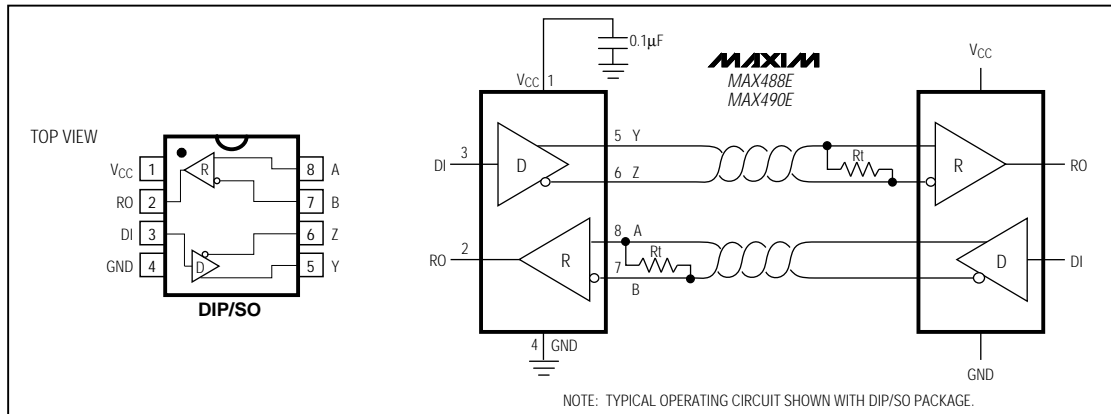 TOP VIEW
VCC 1
RO 2
DI 3
GND 4
8 A
7 B
6 Z
5 Y
R
D
DIP/SO
0.1µF
VCC 1
MAXIM
MAX488E
MAX490E
VCC
DI 3
D
5 Y
6 Z
Rt
R
RO
RO 2
R
8 A
7
B
Rt
D
DI
4 GND
GND
NOTE: TYPICAL OPERATING CIRCUIT SHOWN WITH DIP/SO PACKAGE.